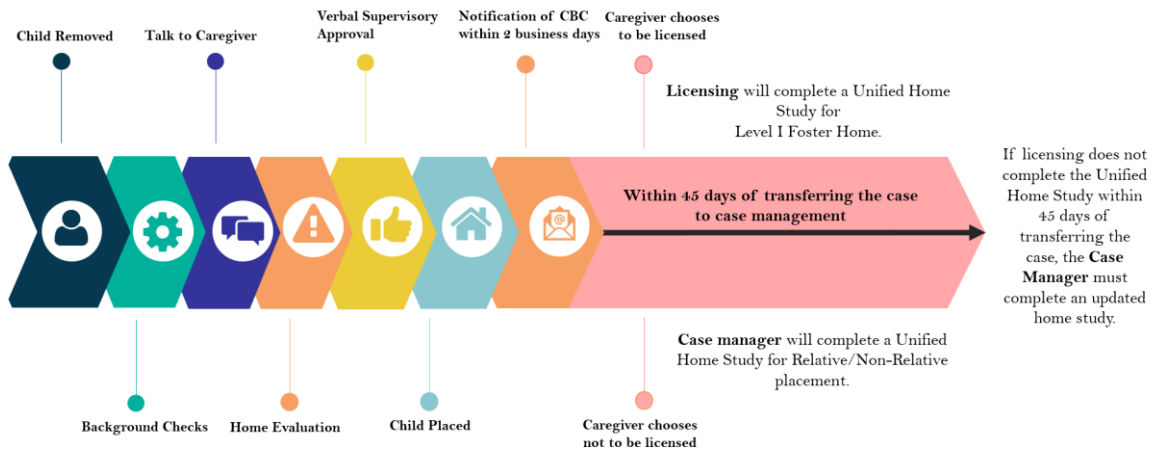 Child Removed
Talk to Caregiver
Verbal Supervisory
Approval
Notification of CBC
within 2 business days
Caregiver chooses
to be licensed
Licensing will complete a Unified Home
Study for
Level I Foster Home.
Within 45 days of transferring the case
to case management
If licensing does not
complete the Unified
Home Study within
45 days of
transferring the
case, the Case
Manager must
complete an updated
home study.
Case manager will complete a Unified
Home Study for Relative/Non-Relative
placement.
Background Checks
Home Evaluation
Child Placed
Caregiver chooses
not to be licensed